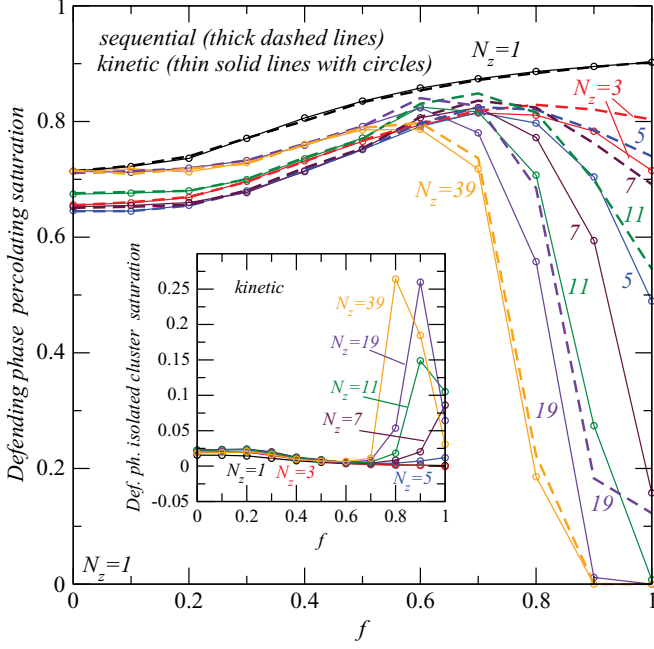 1
sequential (thick dashed lines)
N_z=1
kinetic (thin solid lines with circles)
N_z=3
0.8
5
7
N_z=39
11
0.6
7
5
0.25
kinetic
N_z=39
11
0.2
N_z=19
0.4
0.15
N_z=11
0.1
N_z=7
19
0.05
0.2
0
N_z=1
N_z=3
N_z=5
19
-0.05
0 0.2 0.4 0.6 0.8 1
f
Def. ph. isolated cluster saturation
N_z=1
0
0 0.2 0.4 0.6 0.8 1
f
Defending phase percolating saturation